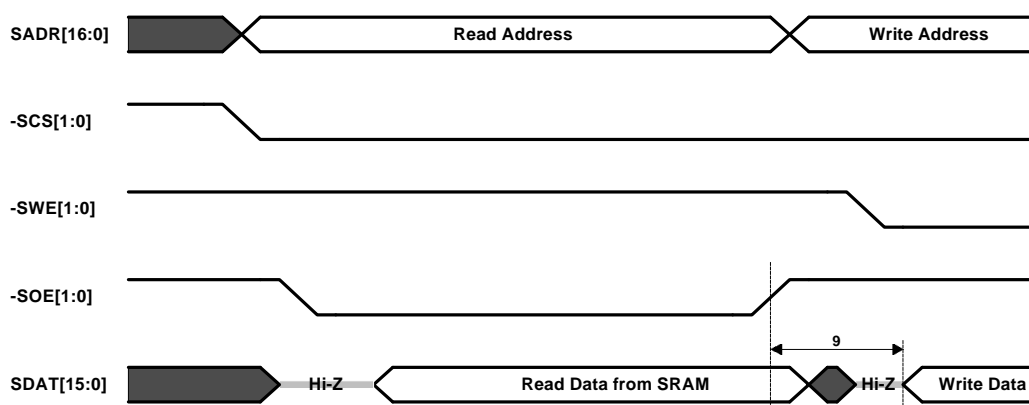 SADR[16:0] Read Address Write Address
-SCS[1:0]
-SWE[1:0]
-SOE[1:0]
9
SDAT[15:0] Hi-Z Read Data from SRAM Hi-Z Write Data